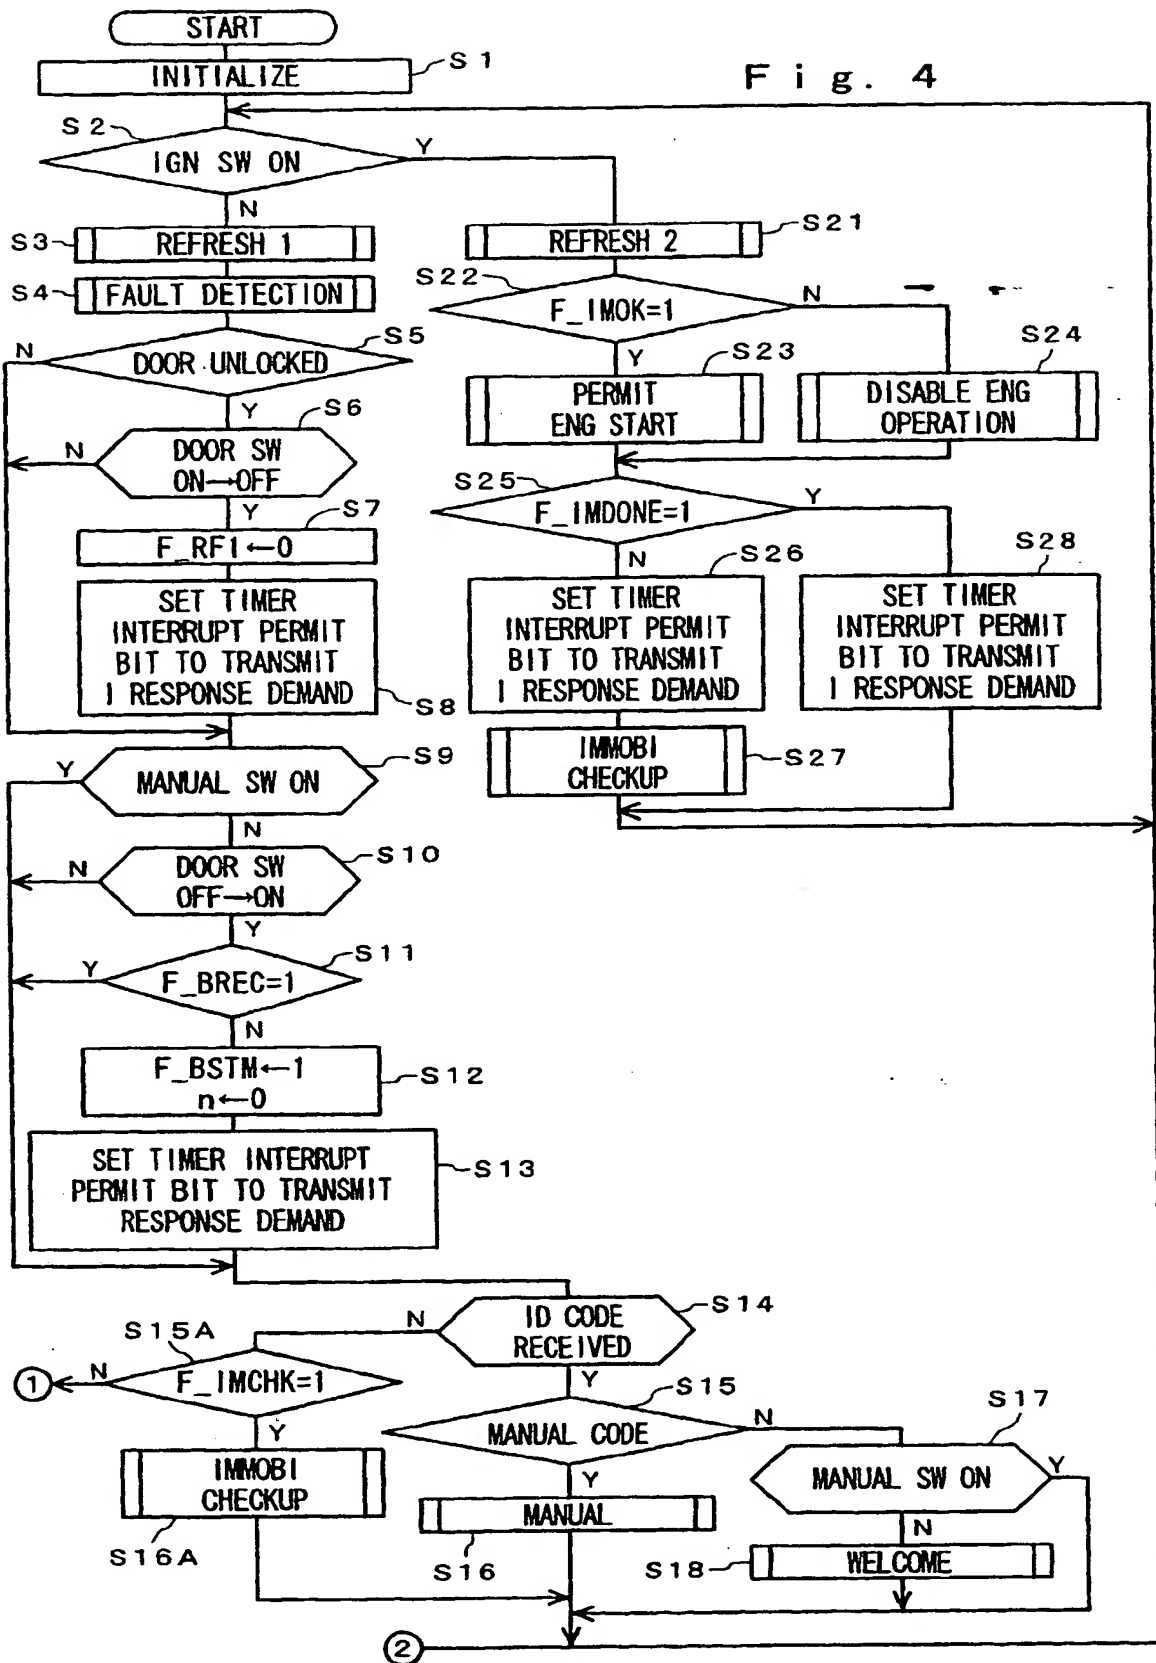 START
INITIALIZE
S1
Fig. 4
S2
IGN SW ON
Y
N
S3
REFRESH 1
S4
FAULT DETECTION
S5
N
DOOR UNLOCKED
Y
S6
N
DOOR SW
ON→OFF
Y
S7
F_RF1←0
SET TIMER
INTERRUPT PERMIT
BIT TO TRANSMIT
I RESPONSE DEMAND
S8
S9
Y
MANUAL SW ON
N
S10
N
DOOR SW
OFF→ON
Y
S11
Y
F_BREC=1
N
F_BSTM←1
n←0
S12
SET TIMER INTERRUPT
PERMIT BIT TO TRANSMIT
RESPONSE DEMAND
S13
S21
REFRESH 2
S22
F_IMOK=1
N
Y
S23
PERMIT
ENG START
S24
DISABLE ENG
OPERATION
S25
F_IMDONE=1
Y
N
S26
SET TIMER
INTERRUPT PERMIT
BIT TO TRANSMIT
I RESPONSE DEMAND
S28
SET TIMER
INTERRUPT PERMIT
BIT TO TRANSMIT
I RESPONSE DEMAND
IMMOBI
CHECKUP
S27
S14
N
ID CODE
RECEIVED
Y
S15A
1
N
F_IMCHK=1
Y
IMMOBI
CHECKUP
S16A
S15
MANUAL CODE
N
Y
MANUAL
S16
S17
MANUAL SW ON
Y
N
S18
WELCOME
2